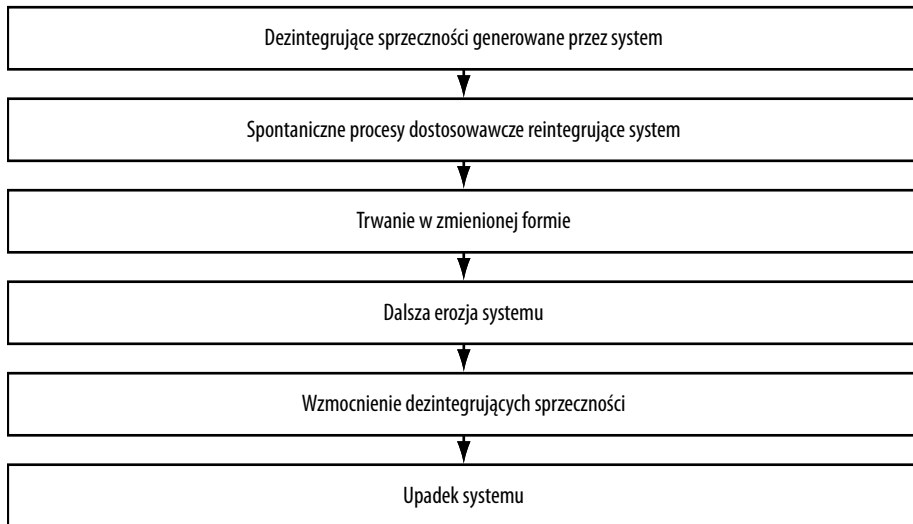 Dezintegrujące sprzeczności generowane przez system
Spontaniczne procesy dostosowawcze reintegrujące system
Trwanie w zmienionej formie
Dalsza erozja systemu
Wzmocnienie dezintegrujących sprzeczności
Upadek systemu